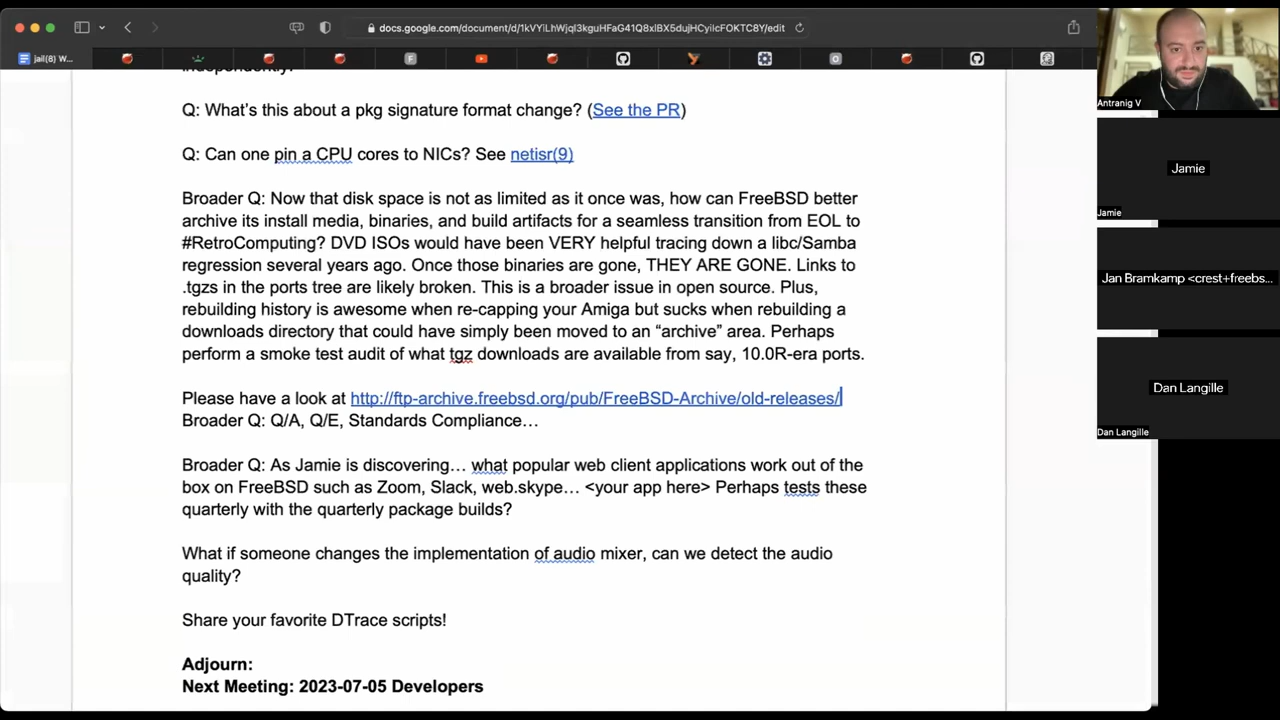 docs.google.com/document/d/1kVYiLhWjql3kguHFaG41Q8xlBX5dujHCyilcFOKTC8Y/edit
jail(8) W...
independently.
Q: What's this about a pkg signature format change? (See the PR)
Q: Can one pin a CPU cores to NICs? See netisr(9)
Broader Q: Now that disk space is not as limited as it once was, how can FreeBSD better
archive its install media, binaries, and build artifacts for a seamless transition from EOL to
#RetroComputing? DVD ISOs would have been VERY helpful tracing down a libc/Samba
regression several years ago. Once those binaries are gone, THEY ARE GONE. Links to
.tgzs in the ports tree are likely broken. This is a broader issue in open source. Plus,
rebuilding history is awesome when re-capping your Amiga but sucks when rebuilding a
downloads directory that could have simply been moved to an “archive” area. Perhaps
perform a smoke test audit of what tgz downloads are available from say, 10.0R-era ports.
Please have a look at http://ftp-archive.freebsd.org/pub/FreeBSD-Archive/old-releases/
Broader Q: Q/A, Q/E, Standards Compliance…
Broader Q: As Jamie is discovering… what popular web client applications work out of the
box on FreeBSD such as Zoom, Slack, web.skype… <your app here> Perhaps tests these
quarterly with the quarterly package builds?
What if someone changes the implementation of audio mixer, can we detect the audio
quality?
Share your favorite DTrace scripts!
Adjourn:
Next Meeting: 2023-07-05 Developers
Antranig V
Jamie
Jamie
Jan Bramkamp <crest+freebs...
Dan Langille
Dan Langille